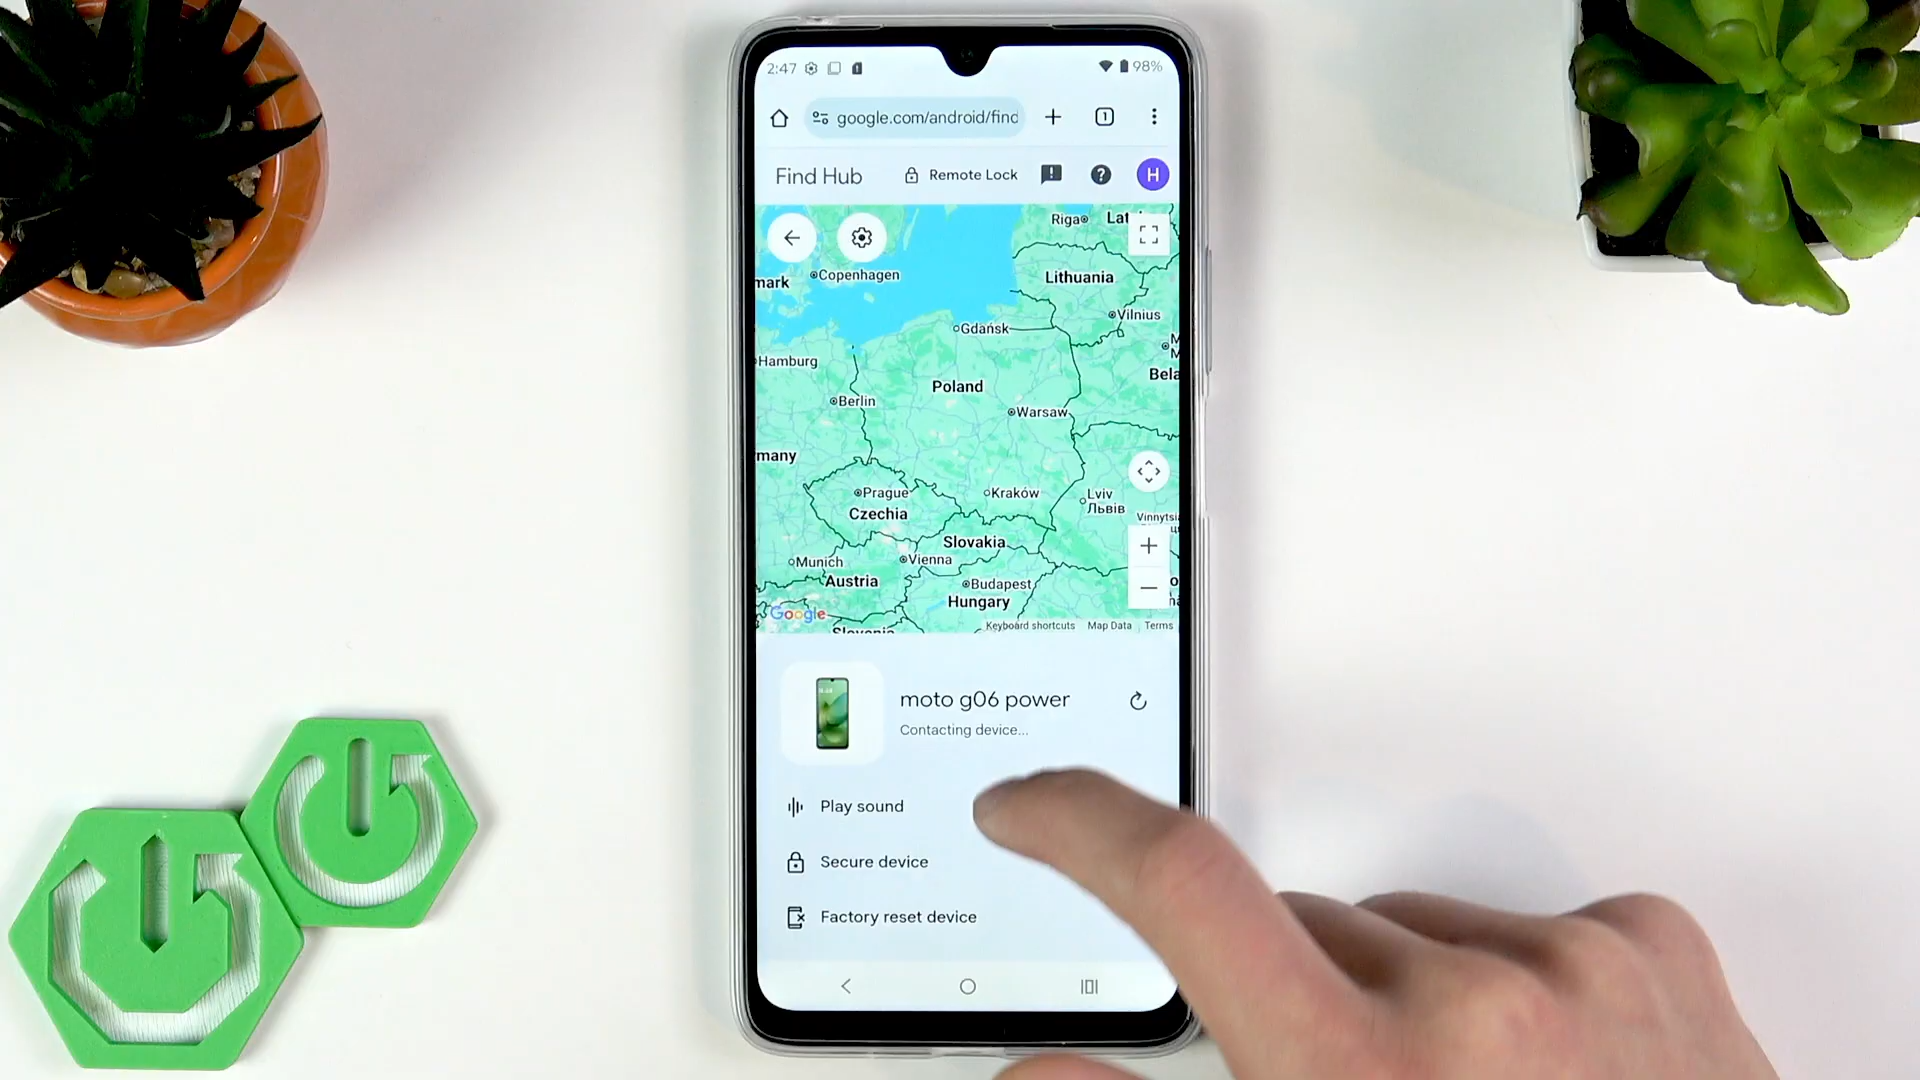 2:47 98%
google.com/android/find
Find Hub Remote Lock H
Riga
Copenhagen
mark
Lithuania
Vilnius
Gdańsk
Hamburg
Poland
Berlin
Warsaw
many
Prague
Kraków
Lviv
Львів
Czechia
Vinnytsi
Slovakia
Munich
Vienna
Austria
Budapest
Hungary
Google
Slovenia
Keyboard shortcuts Map Data Terms
moto g06 power
Contacting device...
Play sound
Secure device
Factory reset device